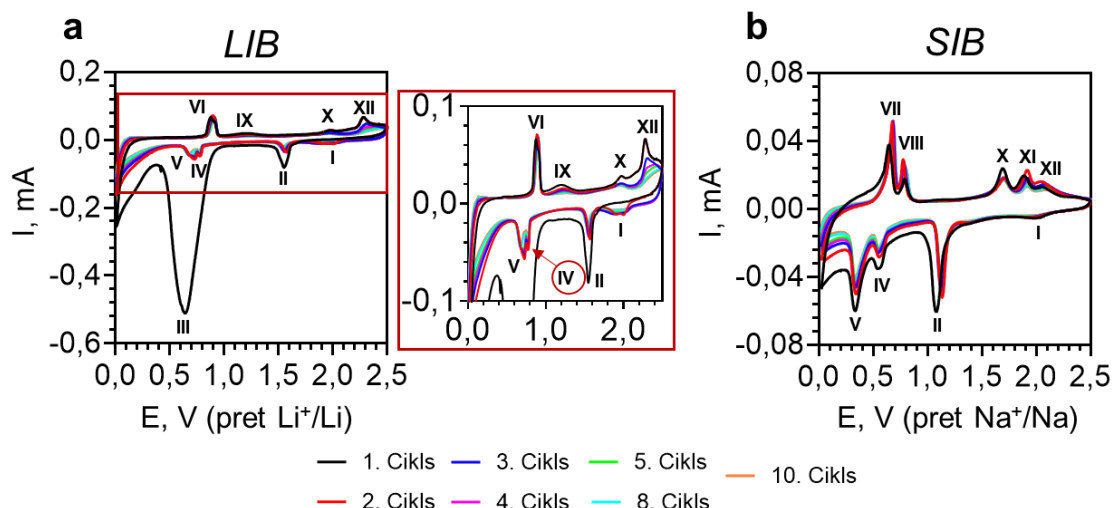 a
LIB
b
SIB
0,2
0,0
-0,2
-0,4
-0,6
I, mA
VI
IX
X
XII
V
IV
II
I
III
0,0 0,5 1,0 1,5 2,0 2,5
E, V (pret Li⁺/Li)
0,1
0,0
-0,1
VI
IX
X
XII
V
IV
II
I
0,0 1,0 2,0
0,08
0,04
0,00
-0,04
-0,08
I, mA
VII
VIII
X
XI
XII
I
IV
V
II
0,0 0,5 1,0 1,5 2,0 2,5
E, V (pret Na⁺/Na)
1. Cikls 3. Cikls 5. Cikls 10. Cikls
2. Cikls 4. Cikls 8. Cikls